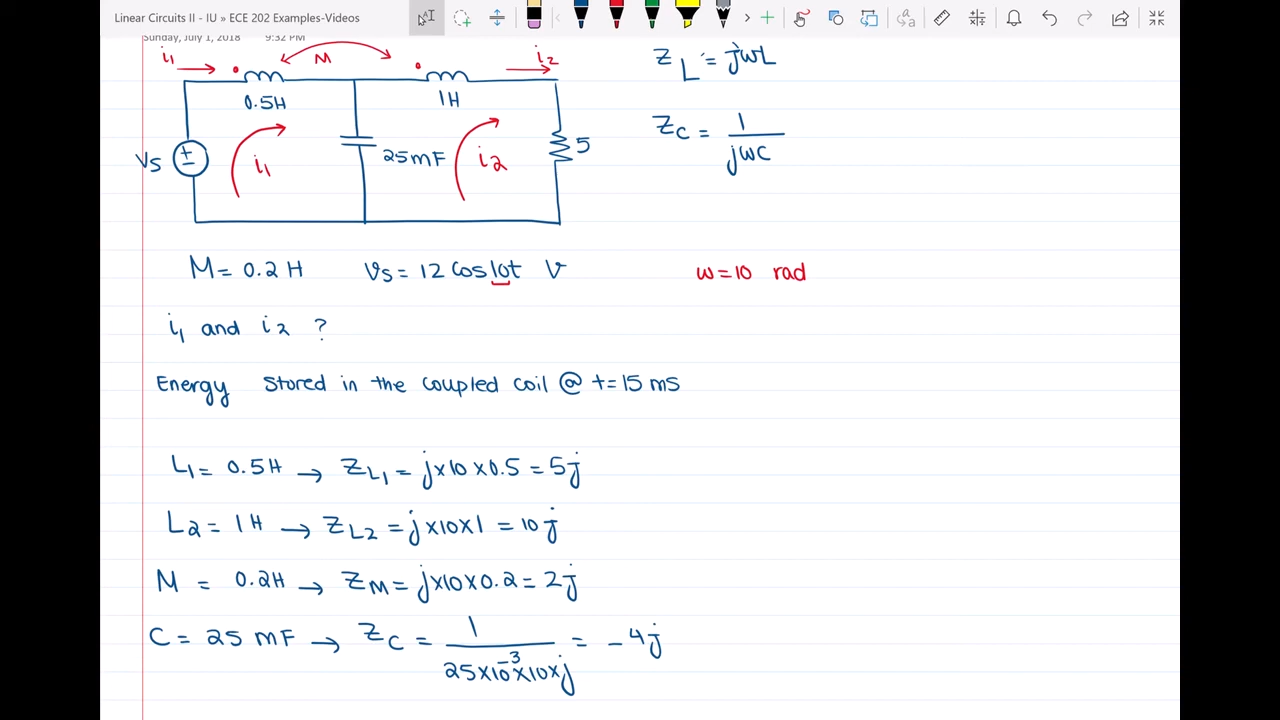 Linear Circuits II - IU » ECE 202 Examples-Videos
Sunday, July 1, 2018 9:32 PM
i1 M i2
0.5H 1H
Vs + - i1 25mF i2 5
ZL = jωL
Zc = 1 / jωc
M = 0.2 H Vs = 12 cos 10t V ω = 10 rad
i1 and i2 ?
Energy stored in the coupled coil @ t = 15 ms
L1 = 0.5H → ZL1 = j×10×0.5 = 5j
L2 = 1H → ZL2 = j×10×1 = 10j
M = 0.2H → ZM = j×10×0.2 = 2j
C = 25 mF → Zc = 1 / 25×10⁻³×10×j = -4j